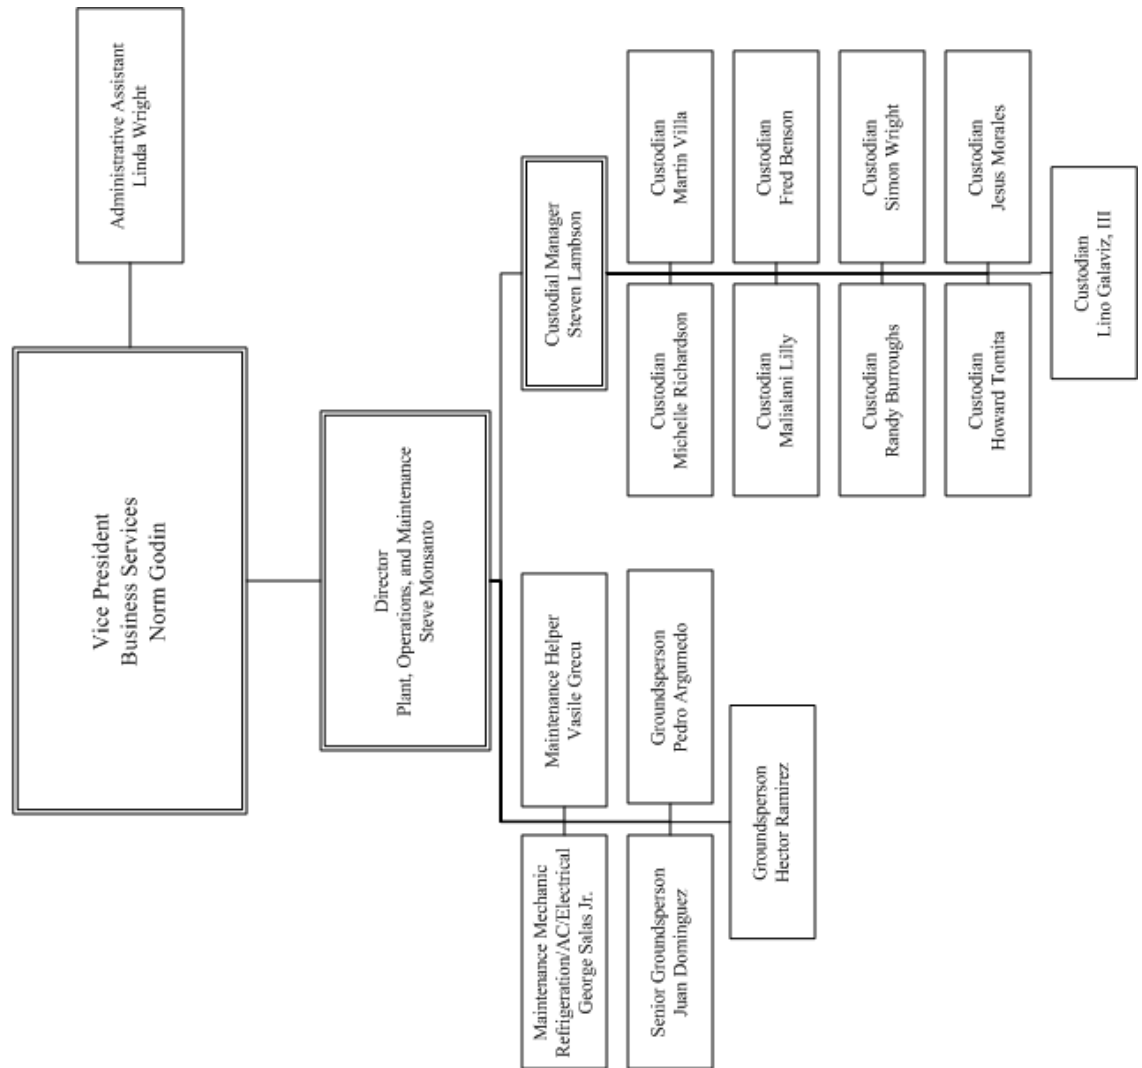 Vice President
Business Services
Norm Godin
Administrative Assistant
Linda Wright
Director
Plant, Operations, and Maintenance
Steve Monsanto
Maintenance Mechanic
Refrigeration/AC/Electrical
George Salas Jr.
Maintenance Helper
Vasile Grecu
Senior Groundsperson
Juan Dominguez
Groundsperson
Pedro Argumedo
Groundsperson
Hector Ramirez
Custodial Manager
Steven Lambson
Custodian
Michelle Richardson
Custodian
Martin Villa
Custodian
Malialani Lilly
Custodian
Fred Benson
Custodian
Randy Burroughs
Custodian
Simon Wright
Custodian
Howard Tomita
Custodian
Jesus Morales
Custodian
Lino Galaviz, III